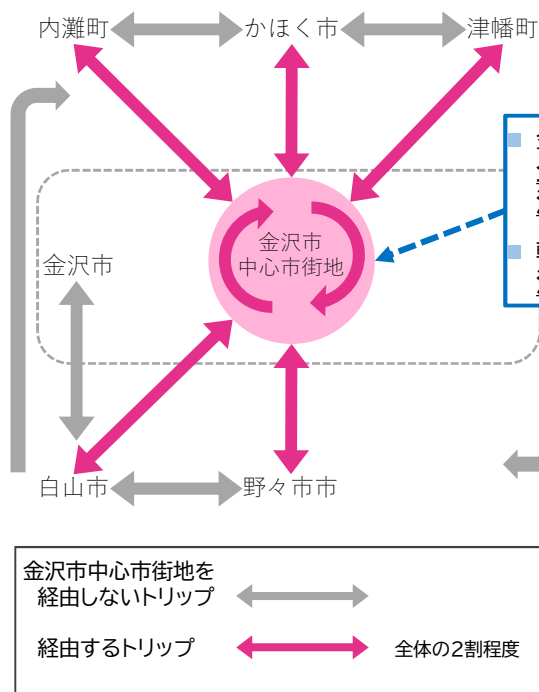 内灘町
かほく市
津幡町
金沢市
中心市街地
金沢市
白山市
野々市市
金沢市中心市街地を
経由しないトリップ
経由するトリップ
全体の2割程度